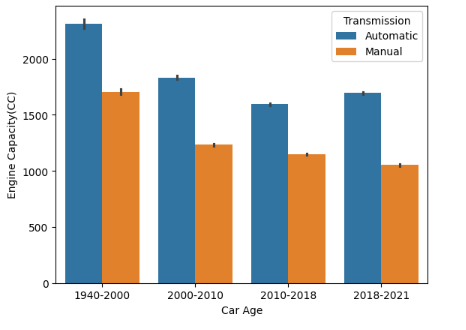 Transmission
Automatic
Manual
2000
1500
1000
500
0
Engine Capacity(CC)
1940-2000 2000-2010 2010-2018 2018-2021
Car Age